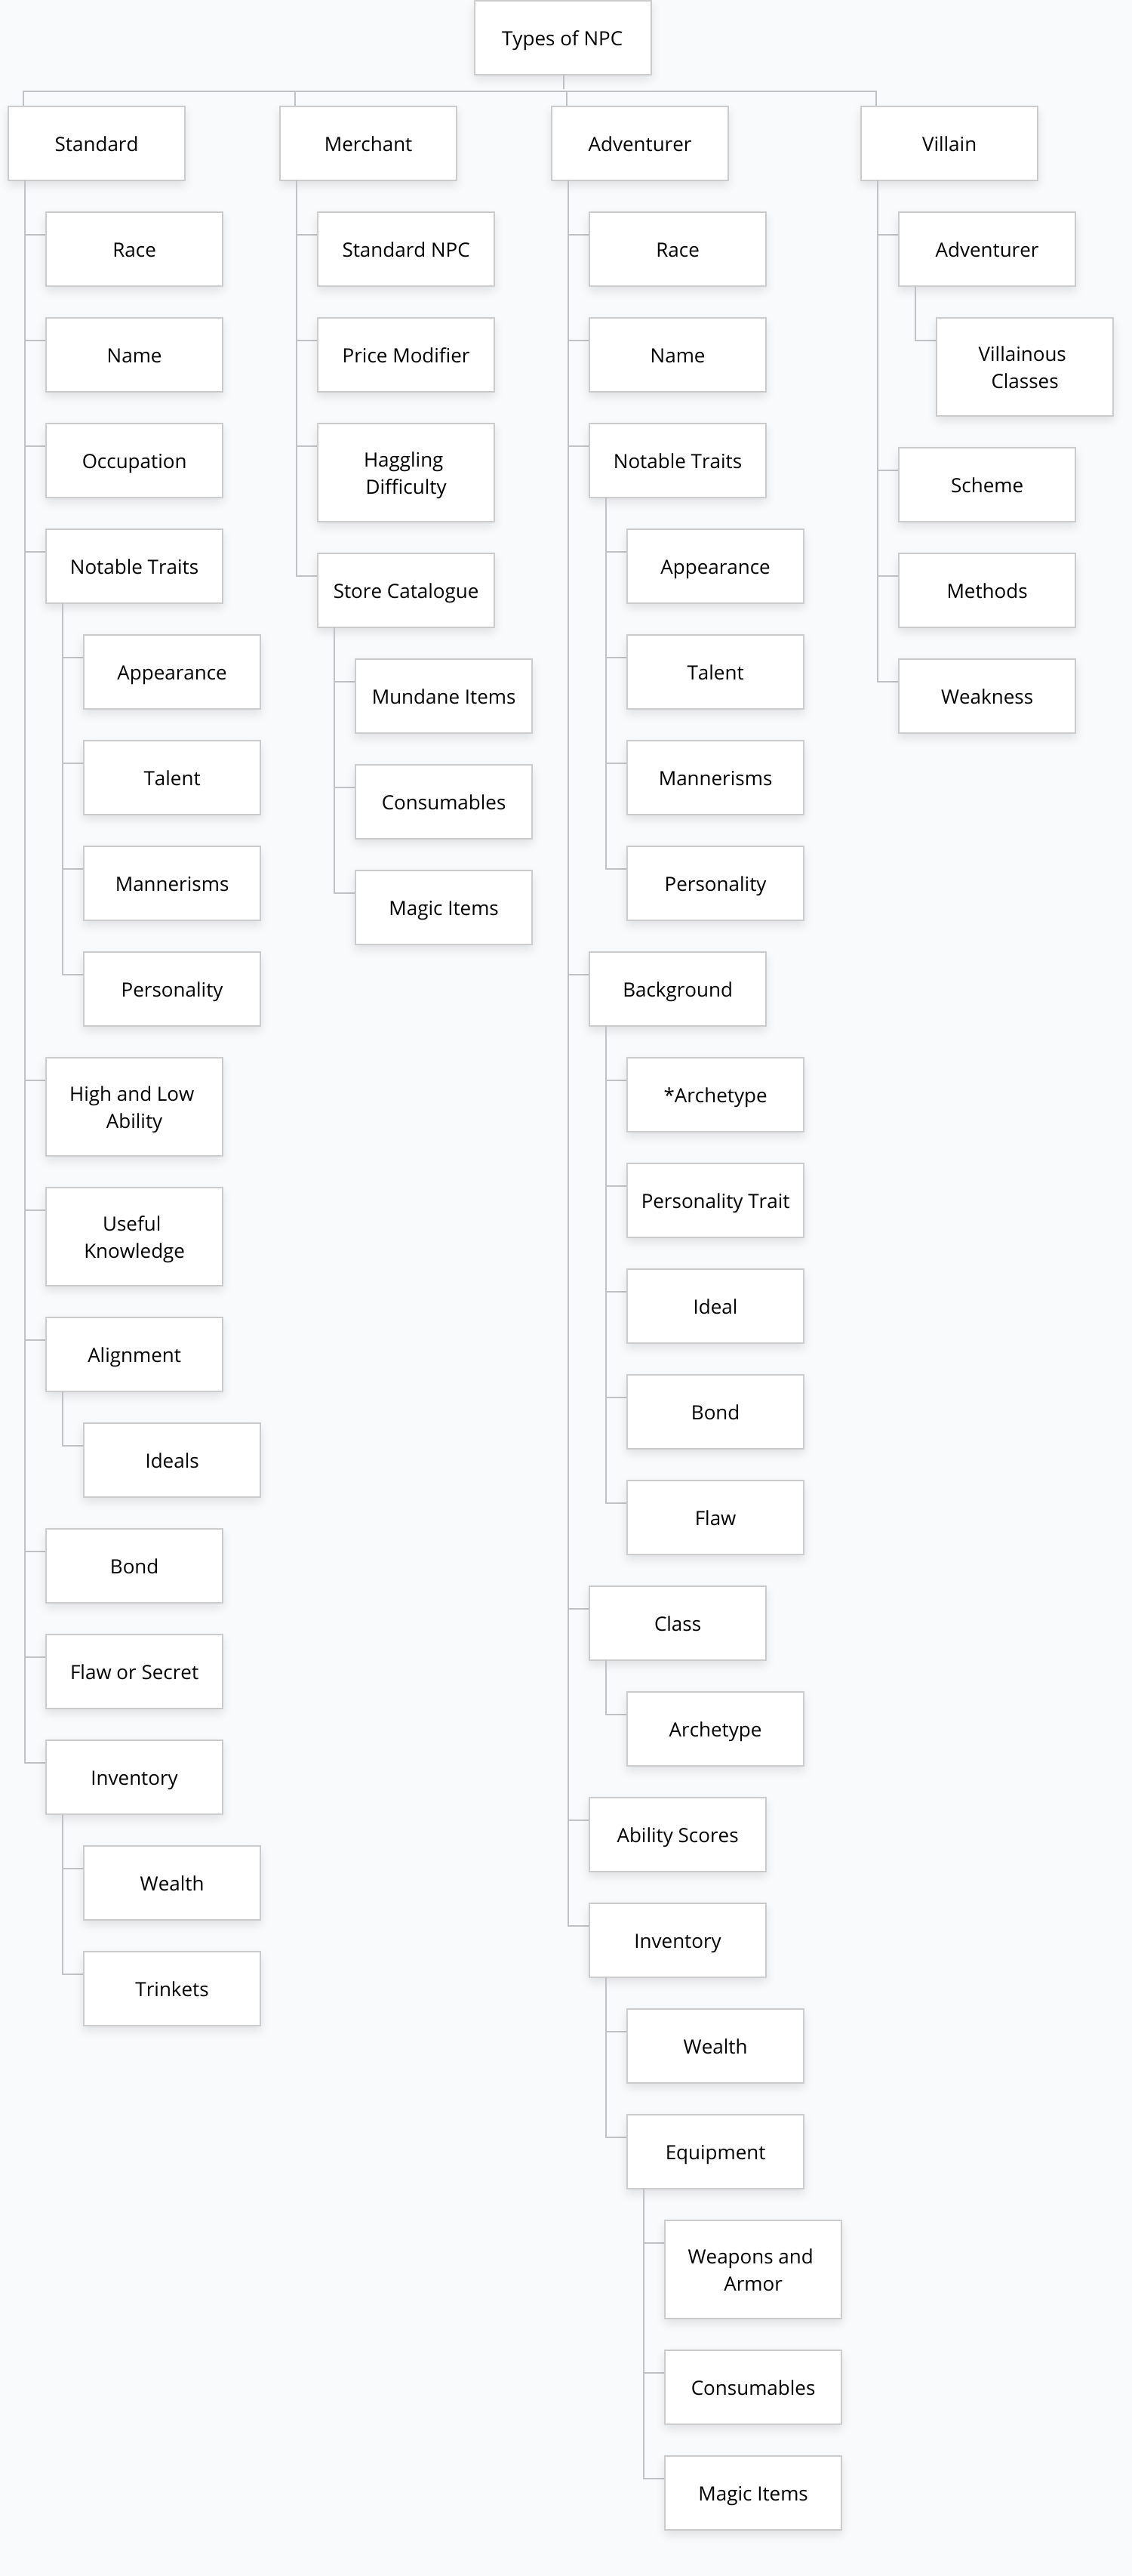 Types of NPC
Standard
Race
Name
Occupation
Notable Traits
Appearance
Talent
Mannerisms
Personality
High and Low
Ability
Useful
Knowledge
Alignment
Ideals
Bond
Flaw or Secret
Inventory
Wealth
Trinkets
Merchant
Standard NPC
Price Modifier
Haggling
Difficulty
Store Catalogue
Mundane Items
Consumables
Magic Items
Adventurer
Race
Name
Notable Traits
Appearance
Talent
Mannerisms
Personality
Background
*Archetype
Personality Trait
Ideal
Bond
Flaw
Class
Archetype
Ability Scores
Inventory
Wealth
Equipment
Weapons and
Armor
Consumables
Magic Items
Villain
Adventurer
Villainous
Classes
Scheme
Methods
Weakness